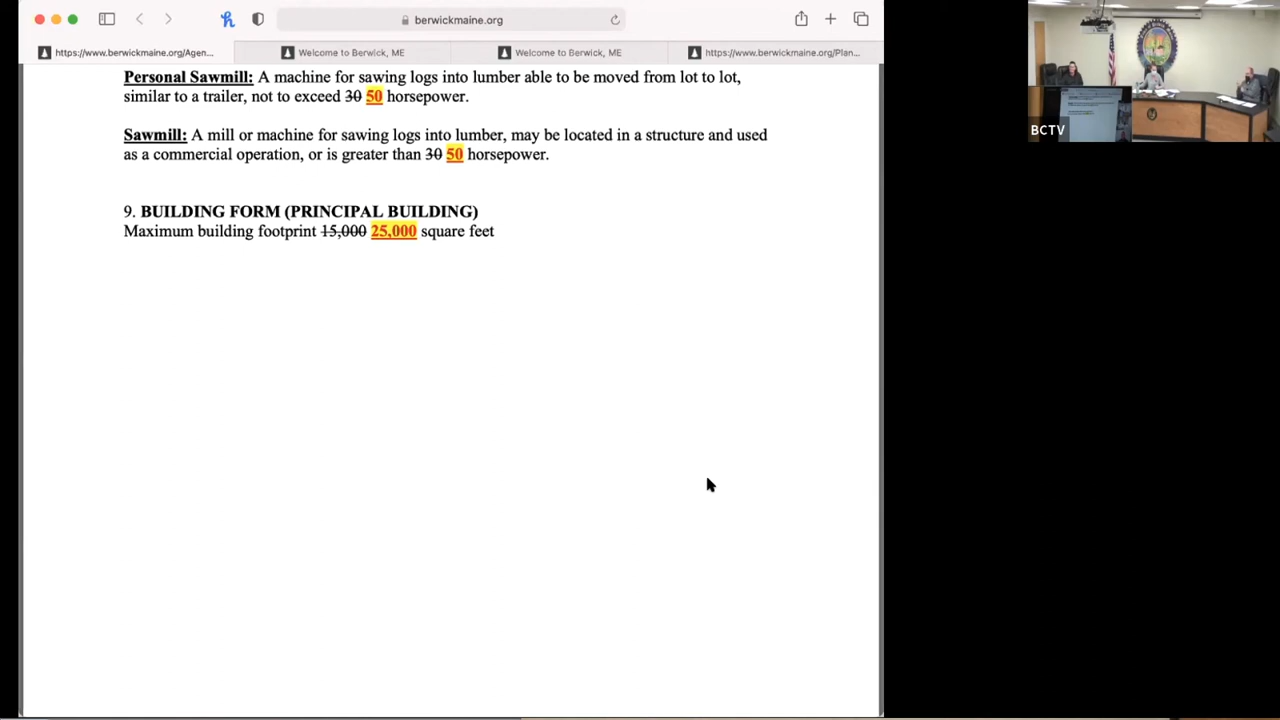 berwickmaine.org
https://www.berwickmaine.org/Agen...
Welcome to Berwick, ME
Welcome to Berwick, ME
https://www.berwickmaine.org/Plan...
Personal Sawmill: A machine for sawing logs into lumber able to be moved from lot to lot,
similar to a trailer, not to exceed 30 50 horsepower.
Sawmill: A mill or machine for sawing logs into lumber, may be located in a structure and used
as a commercial operation, or is greater than 30 50 horsepower.
9. BUILDING FORM (PRINCIPAL BUILDING)
Maximum building footprint 15,000 25,000 square feet
BCTV